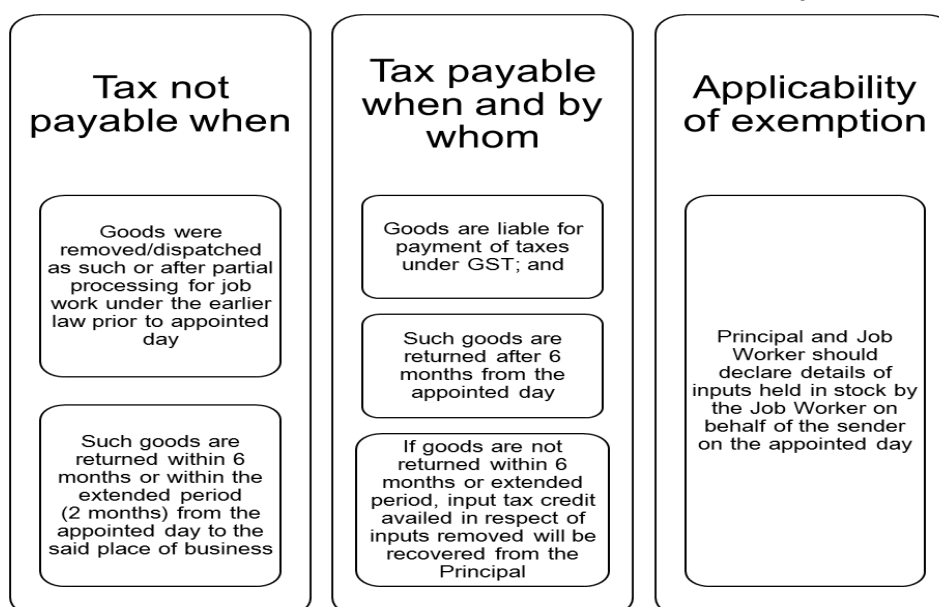 Tax not
payable when
Goods were
removed/dispatched
as such or after partial
processing for job
work under the earlier
law prior to appointed
day
Such goods are
returned within 6
months or within the
extended period
(2 months) from the
appointed day to the
said place of business
Tax payable
when and by
whom
Goods are liable for
payment of taxes
under GST; and
Such goods are
returned after 6
months from the
appointed day
If goods are not
returned within 6
months or extended
period, input tax credit
availed in respect of
inputs removed will be
recovered from the
Principal
Applicability
of exemption
Principal and Job
Worker should
declare details of
inputs held in stock by
the Job Worker on
behalf of the sender
on the appointed day